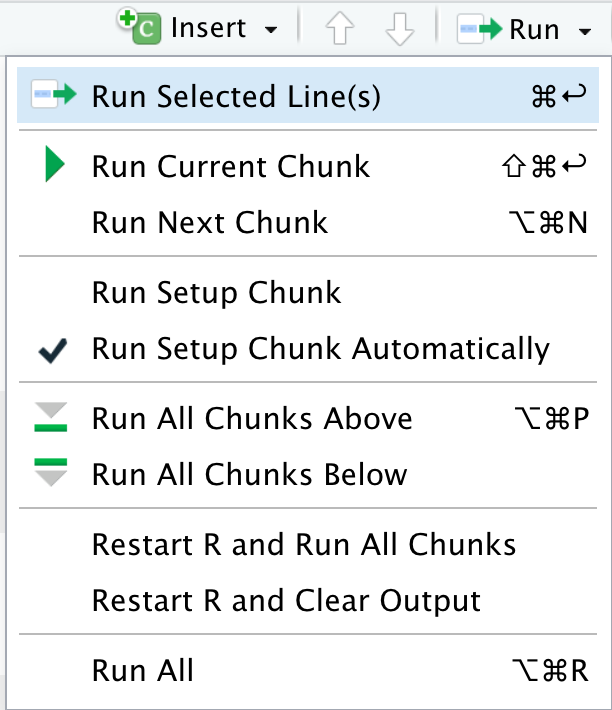 C Insert Run
Run Selected Line(s) ⌘↩
Run Current Chunk ⇧⌘↩
Run Next Chunk ⌥⌘N
Run Setup Chunk
Run Setup Chunk Automatically
Run All Chunks Above ⌥⌘P
Run All Chunks Below
Restart R and Run All Chunks
Restart R and Clear Output
Run All ⌥⌘R